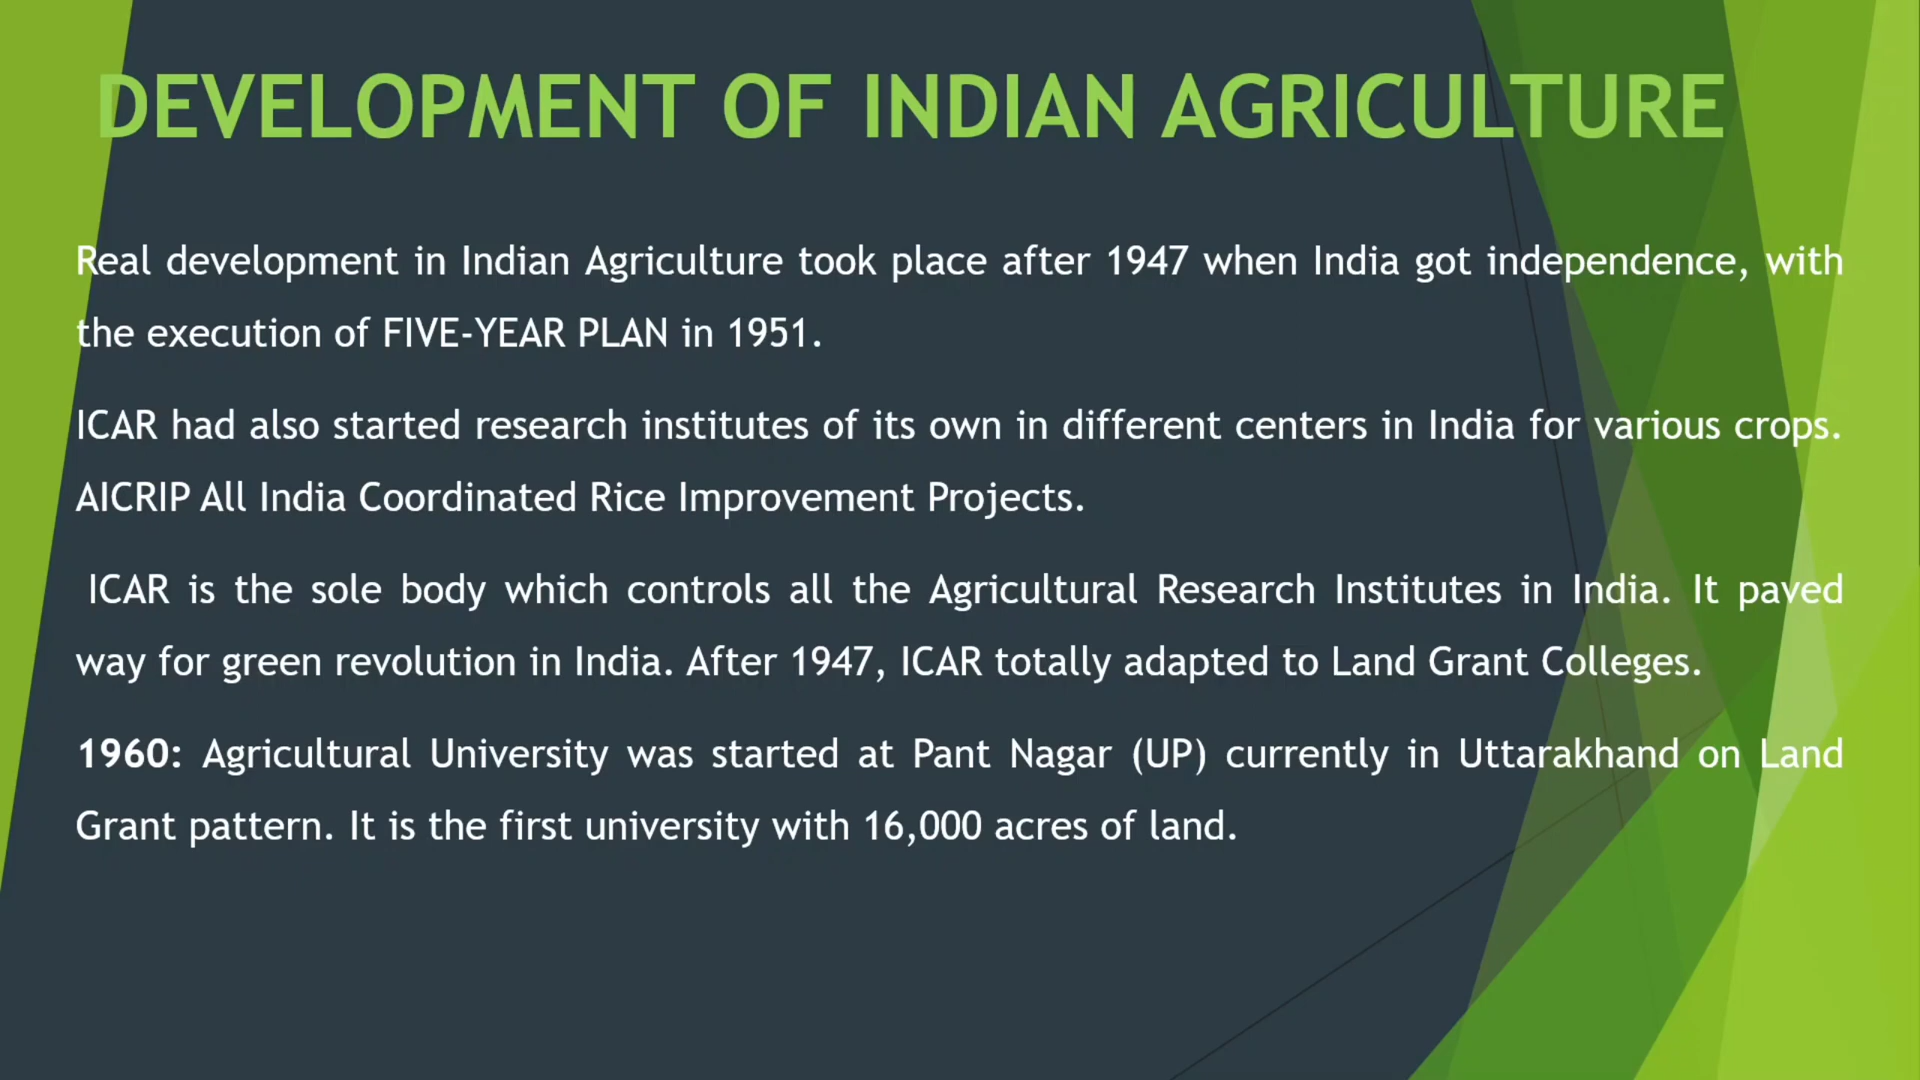 DEVELOPMENT OF INDIAN AGRICULTURE
Real development in Indian Agriculture took place after 1947 when India got independence, with
the execution of FIVE-YEAR PLAN in 1951.
ICAR had also started research institutes of its own in different centers in India for various crops.
AICRIP All India Coordinated Rice Improvement Projects.
ICAR is the sole body which controls all the Agricultural Research Institutes in India. It paved
way for green revolution in India. After 1947, ICAR totally adapted to Land Grant Colleges.
1960: Agricultural University was started at Pant Nagar (UP) currently in Uttarakhand on Land
Grant pattern. It is the first university with 16,000 acres of land.